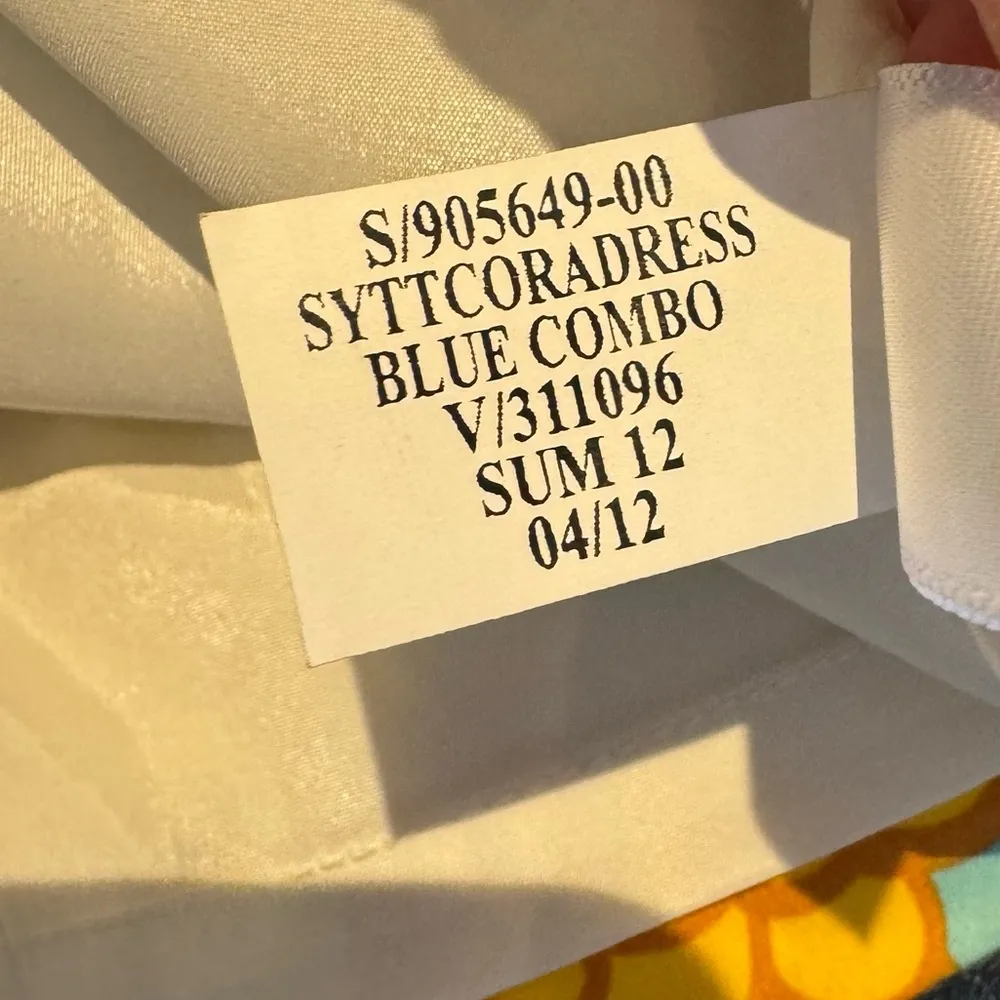 S/905649-00
SYTTCORADRESS
BLUE COMBO
V/311096
SUM 12
04/12